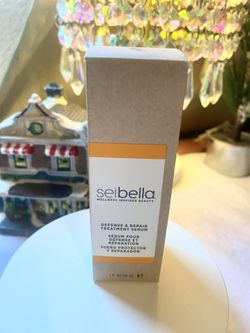 seibella
WELLNESS INSPIRED BEAUTY
DEFENSE & REPAIR
TREATMENT SERUM
SÉRUM POUR
DÉFENSE ET
RÉPARATION
SUERO PROTECTOR
Y REPARADOR